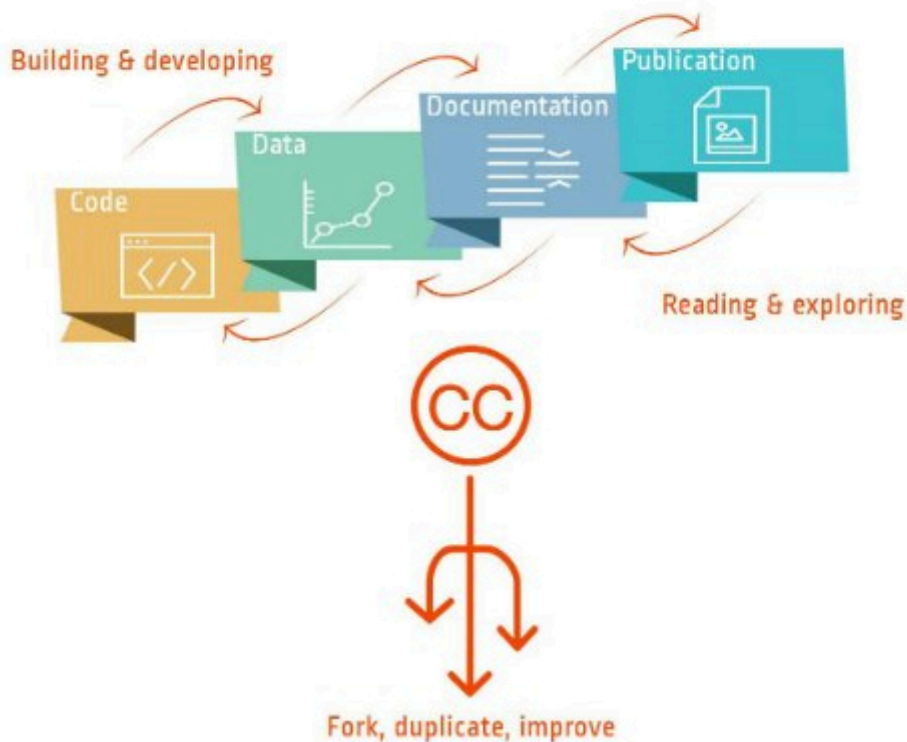 Building & developing
Publication
Documentation
Data
Code
</>
Reading & exploring
CC
Fork, duplicate, improve